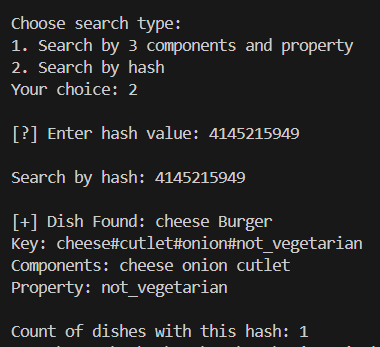 Choose search type:
1. Search by 3 components and property
2. Search by hash
Your choice: 2
[?] Enter hash value: 4145215949
Search by hash: 4145215949
[+] Dish Found: cheese Burger
Key: cheese#cutlet#onion#not_vegetarian
Components: cheese onion cutlet
Property: not_vegetarian
Count of dishes with this hash: 1